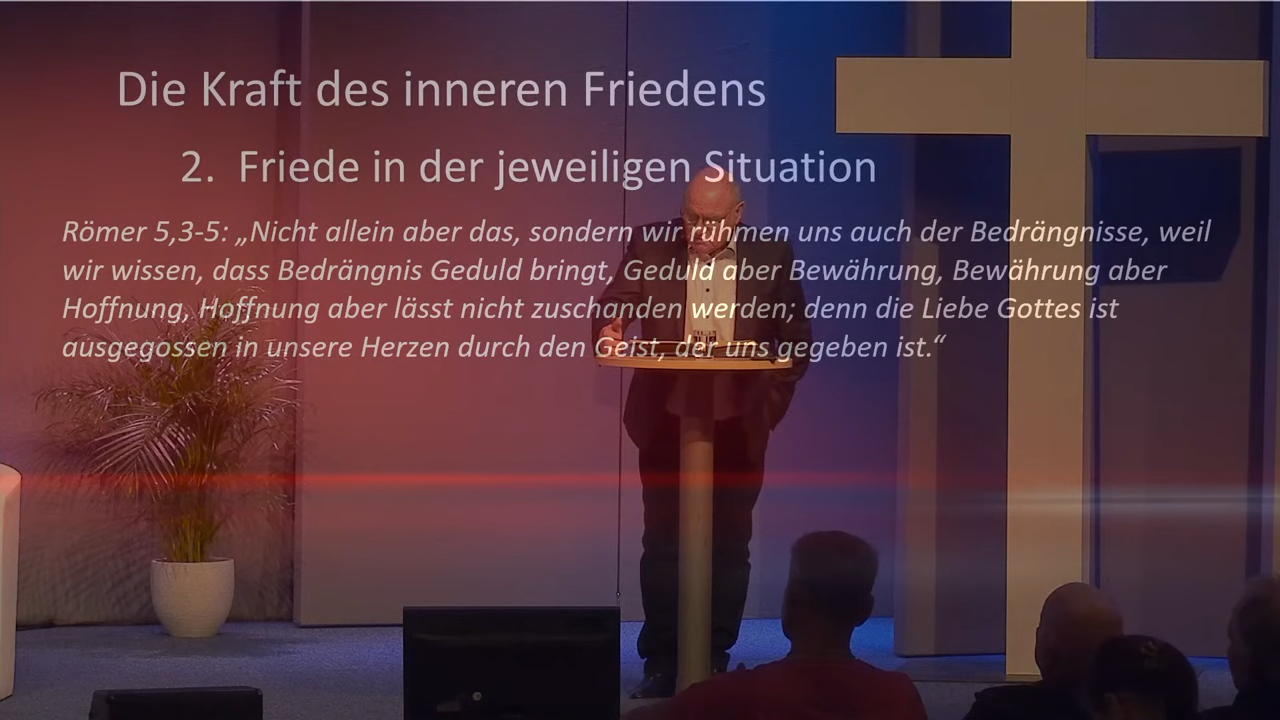 Die Kraft des inneren Friedens
2. Friede in der jeweiligen Situation
Römer 5,3-5: „Nicht allein aber das, sondern wir rühmen uns auch der Bedrängnisse, weil
wir wissen, dass Bedrängnis Geduld bringt, Geduld aber Bewährung, Bewährung aber
Hoffnung, Hoffnung aber lässt nicht zuschanden werden; denn die Liebe Gottes ist
ausgegossen in unsere Herzen durch den Geist, der uns gegeben ist.“